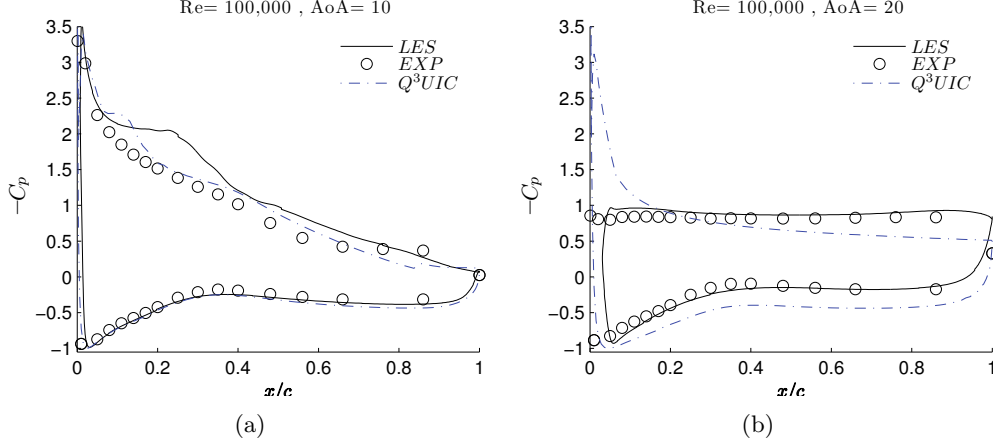 Re= 100,000 , AoA= 10
3.5
3
2.5
2
1.5
1
0.5
0
−0.5
−1
−C_p
LES
EXP
Q³UIC
0 0.2 0.4 0.6 0.8 1
x/c
(a)
Re= 100,000 , AoA= 20
3.5
3
2.5
2
1.5
1
0.5
0
−0.5
−1
−C_p
LES
EXP
Q³UIC
0 0.2 0.4 0.6 0.8 1
x/c
(b)